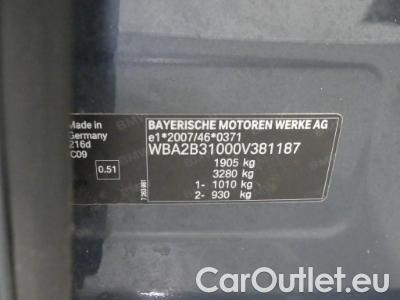 Made in
Germany
216d
C09
0.51
BAYERISCHE MOTOREN WERKE AG
e1*2007/46*0371
WBA2B31000V381187
1905 kg
3280 kg
1- 1010 kg
2- 930 kg
CarOutlet.eu